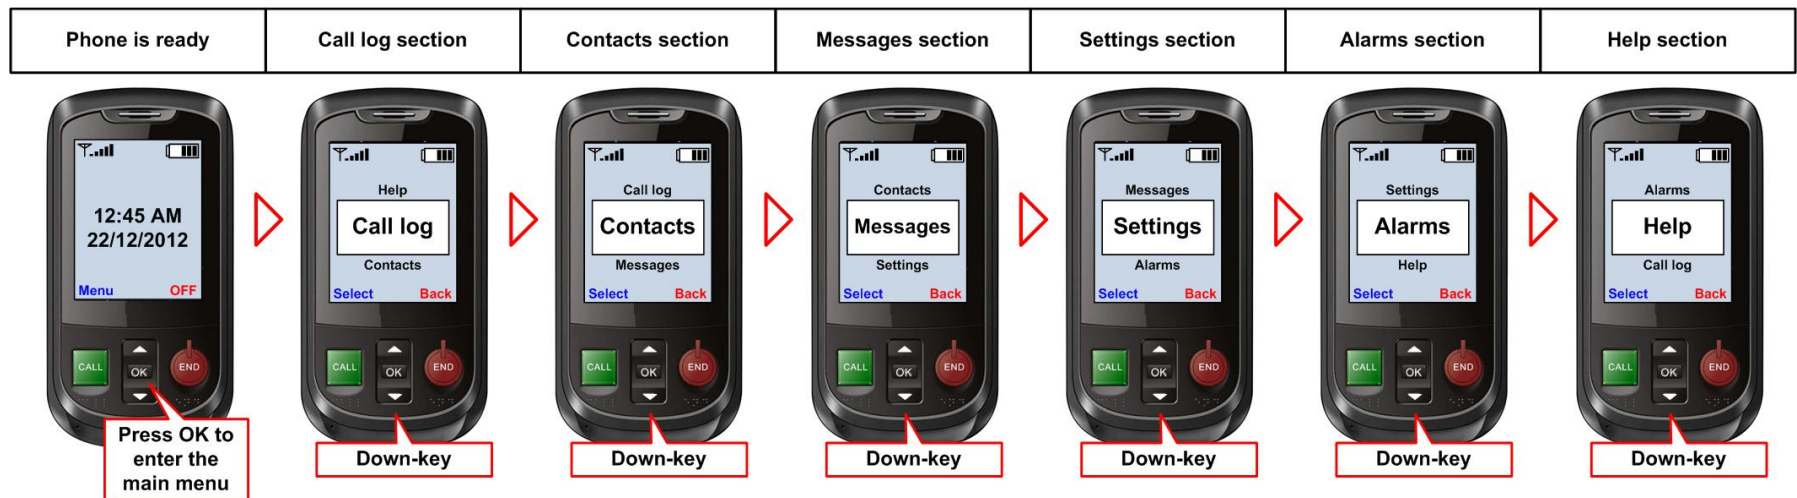 Phone is ready
Call log section
Contacts section
Messages section
Settings section
Alarms section
Help section
12:45 AM
22/12/2012
Menu OFF
CALL OK END
Press OK to
enter the
main menu
Help
Call log
Contacts
Select Back
CALL OK END
Down-key
Call log
Contacts
Messages
Select Back
CALL OK END
Down-key
Contacts
Messages
Settings
Select Back
CALL OK END
Down-key
Messages
Settings
Alarms
Select Back
CALL OK END
Down-key
Settings
Alarms
Help
Select Back
CALL OK END
Down-key
Alarms
Help
Call log
Select Back
CALL OK END
Down-key